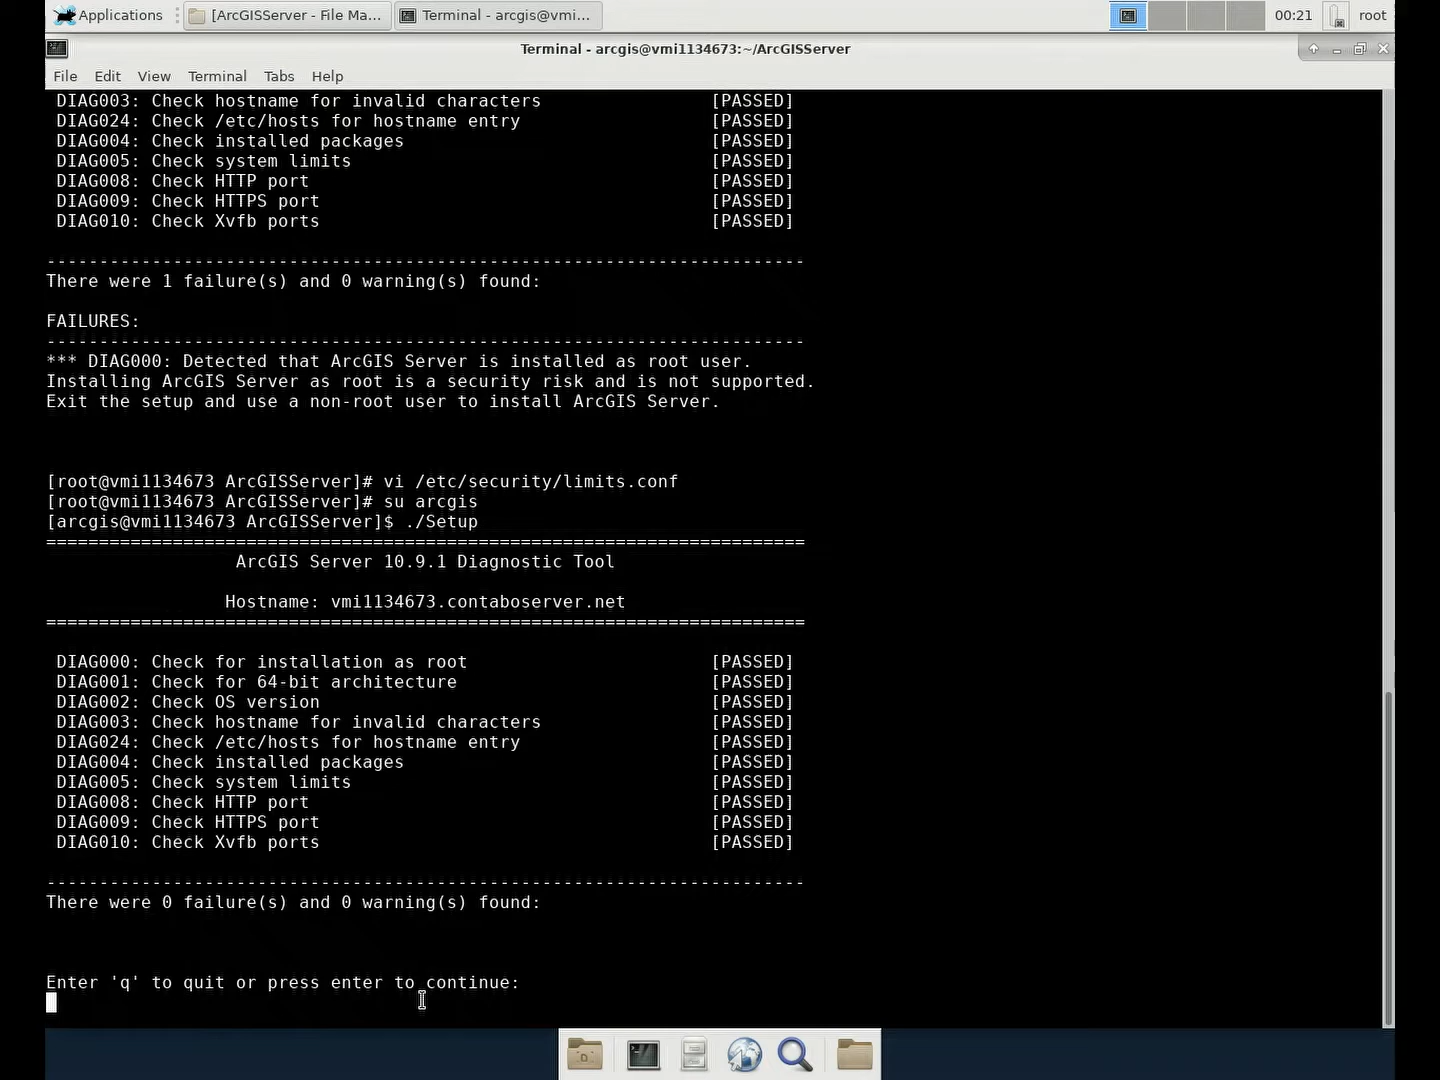 Applications
[ArcGISServer - File Ma...
Terminal - arcgis@vmi...
00:21
root
Terminal - arcgis@vmi1134673:~/ArcGISServer
File Edit View Terminal Tabs Help
DIAG003: Check hostname for invalid characters [PASSED]
DIAG024: Check /etc/hosts for hostname entry [PASSED]
DIAG004: Check installed packages [PASSED]
DIAG005: Check system limits [PASSED]
DIAG008: Check HTTP port [PASSED]
DIAG009: Check HTTPS port [PASSED]
DIAG010: Check Xvfb ports [PASSED]
------------------------------------------------------------------------
There were 1 failure(s) and 0 warning(s) found:
FAILURES:
------------------------------------------------------------------------
*** DIAG000: Detected that ArcGIS Server is installed as root user.
Installing ArcGIS Server as root is a security risk and is not supported.
Exit the setup and use a non-root user to install ArcGIS Server.
[root@vmi1134673 ArcGISServer]# vi /etc/security/limits.conf
[root@vmi1134673 ArcGISServer]# su arcgis
[arcgis@vmi1134673 ArcGISServer]$ ./Setup
========================================================================
ArcGIS Server 10.9.1 Diagnostic Tool
Hostname: vmi1134673.contaboserver.net
========================================================================
DIAG000: Check for installation as root [PASSED]
DIAG001: Check for 64-bit architecture [PASSED]
DIAG002: Check OS version [PASSED]
DIAG003: Check hostname for invalid characters [PASSED]
DIAG024: Check /etc/hosts for hostname entry [PASSED]
DIAG004: Check installed packages [PASSED]
DIAG005: Check system limits [PASSED]
DIAG008: Check HTTP port [PASSED]
DIAG009: Check HTTPS port [PASSED]
DIAG010: Check Xvfb ports [PASSED]
------------------------------------------------------------------------
There were 0 failure(s) and 0 warning(s) found:
Enter 'q' to quit or press enter to continue: